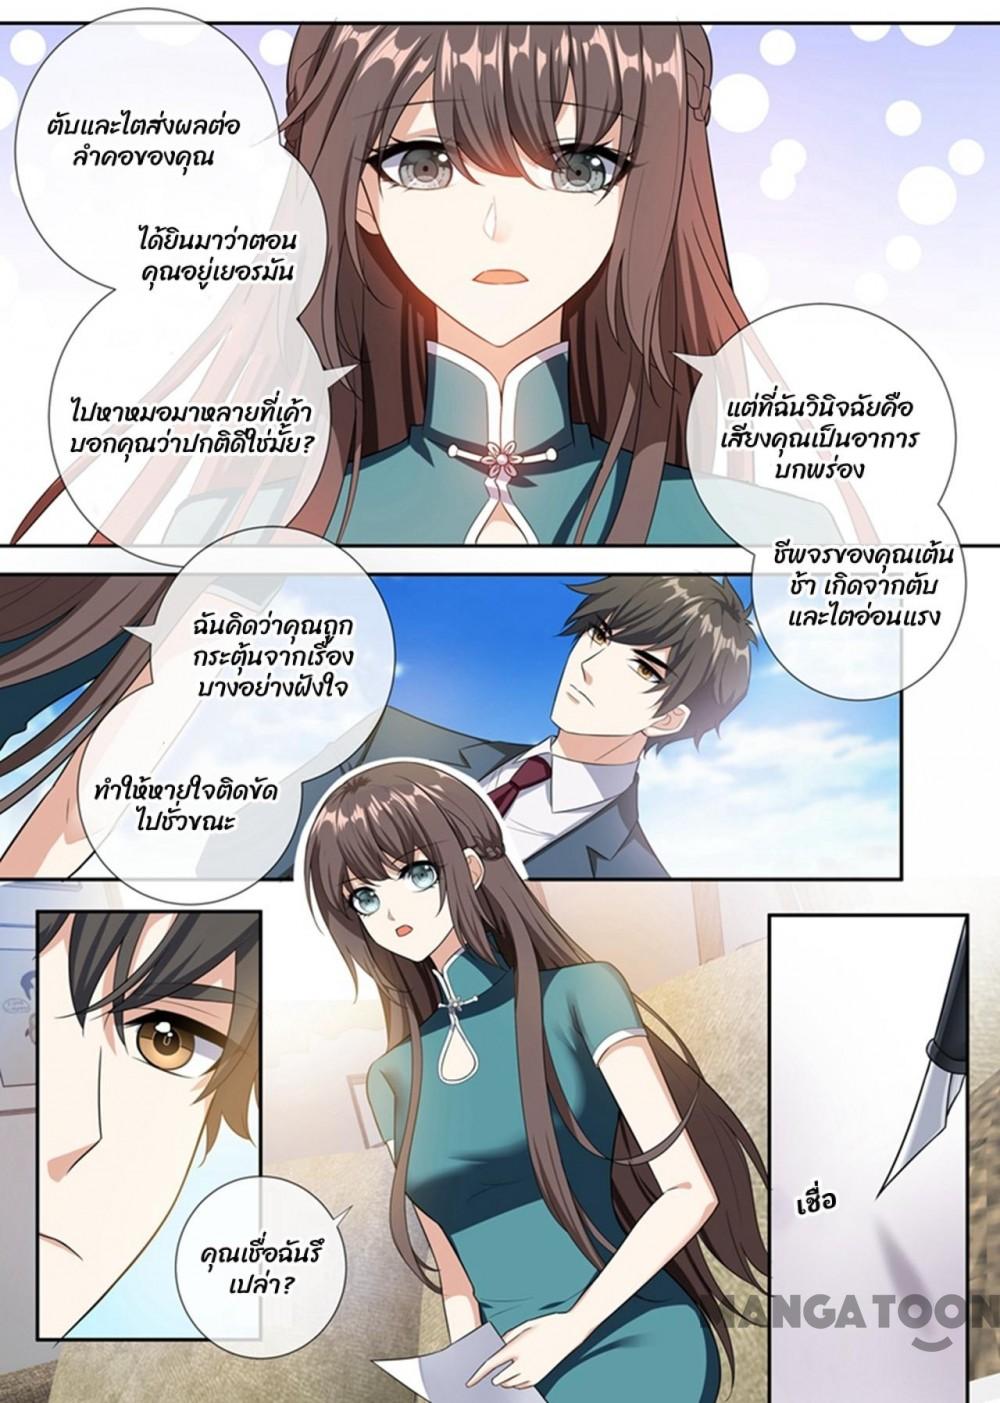 ตับและไตส่งผลต่อ
ลำคอของคุณ
ได้ยินมาว่าตอน
คุณอยู่เยอรมัน
ไปหาหมอมาหลายที่เค้า
บอกคุณว่าปกติดีใช่มั้ย?
แต่ที่ฉันวินิจฉัยคือ
เสียงคุณเป็นอาการ
บกพร่อง
ชีพจรของคุณเต้น
ช้า เกิดจากตับ
และไตอ่อนแรง
ฉันคิดว่าคุณถูก
กระตุ้นจากเรื่อง
บางอย่างฝังใจ
ทำให้หายใจติดขัด
ไปชั่วขณะ
คุณเชื่อฉันรึ
เปล่า?
เชื่อ
MANGATOON